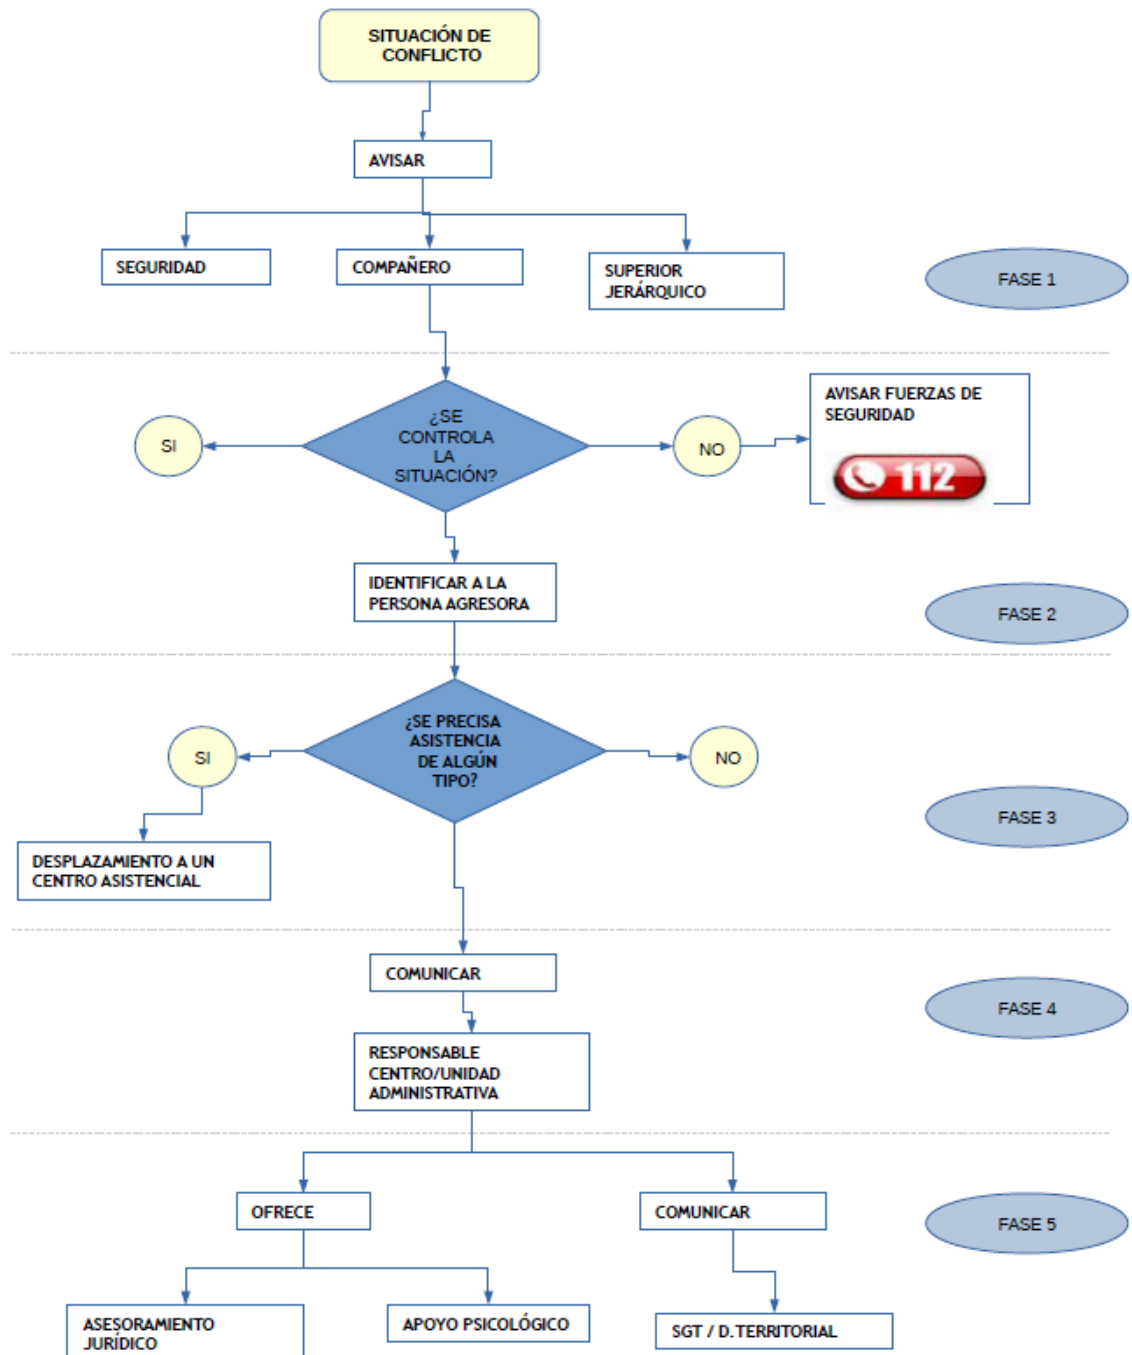 SITUACIÓN DE
CONFLICTO
AVISAR
SEGURIDAD
COMPAÑERO
SUPERIOR
JERÁRQUICO
FASE 1
¿SE
CONTROLA
LA
SITUACIÓN?
SI
NO
AVISAR FUERZAS DE
SEGURIDAD
112
IDENTIFICAR A LA
PERSONA AGRESORA
FASE 2
¿SE PRECISA
ASISTENCIA
DE ALGÚN
TIPO?
SI
NO
FASE 3
DESPLAZAMIENTO A UN
CENTRO ASISTENCIAL
COMUNICAR
FASE 4
RESPONSABLE
CENTRO/UNIDAD
ADMINISTRATIVA
OFRECE
COMUNICAR
FASE 5
ASESORAMIENTO
JURÍDICO
APOYO PSICOLÓGICO
SGT / D.TERRITORIAL